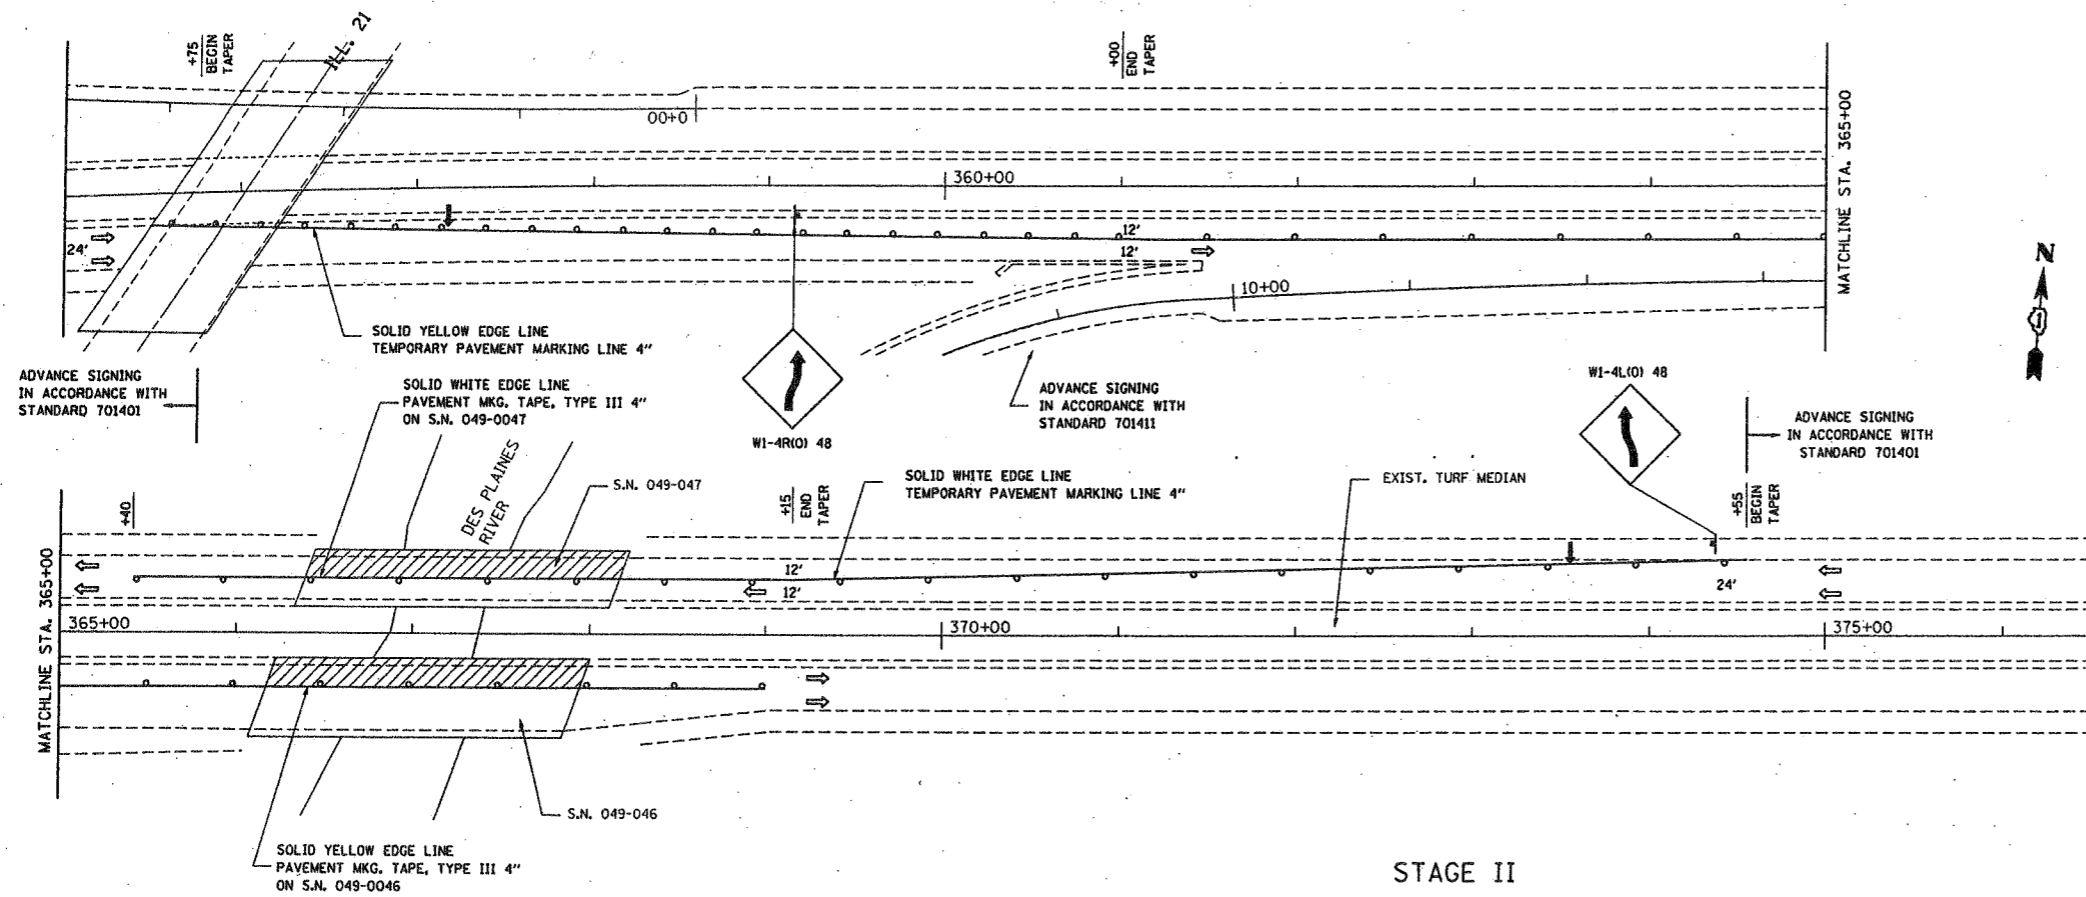 +75
BEGIN
TAPER
ILL. 21
+00
END
TAPER
00+0
360+00
MATCHLINE STA. 365+00
24'
12'
12'
10+00
SOLID YELLOW EDGE LINE
TEMPORARY PAVEMENT MARKING LINE 4"
N
ADVANCE SIGNING
IN ACCORDANCE WITH
STANDARD 701401
SOLID WHITE EDGE LINE
PAVEMENT MKG. TAPE, TYPE III 4"
ON S.N. 049-0047
W1-4R(O) 48
ADVANCE SIGNING
IN ACCORDANCE WITH
STANDARD 701411
W1-4L(O) 48
ADVANCE SIGNING
IN ACCORDANCE WITH
STANDARD 701401
+40
DES PLAINES
RIVER
S.N. 049-047
+15
END
TAPER
SOLID WHITE EDGE LINE
TEMPORARY PAVEMENT MARKING LINE 4"
EXIST. TURF MEDIAN
+55
BEGIN
TAPER
MATCHLINE STA. 365+00
12'
12'
24'
365+00
370+00
375+00
S.N. 049-046
SOLID YELLOW EDGE LINE
PAVEMENT MKG. TAPE, TYPE III 4"
ON S.N. 049-0046
STAGE II